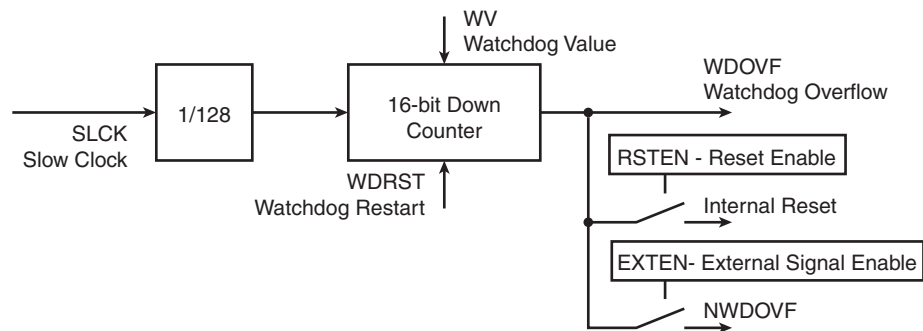 WV
Watchdog Value
WDOVF
Watchdog Overflow
1/128
16-bit Down
Counter
SLCK
Slow Clock
RSTEN - Reset Enable
WDRST
Watchdog Restart
Internal Reset
EXTEN- External Signal Enable
NWDOVF